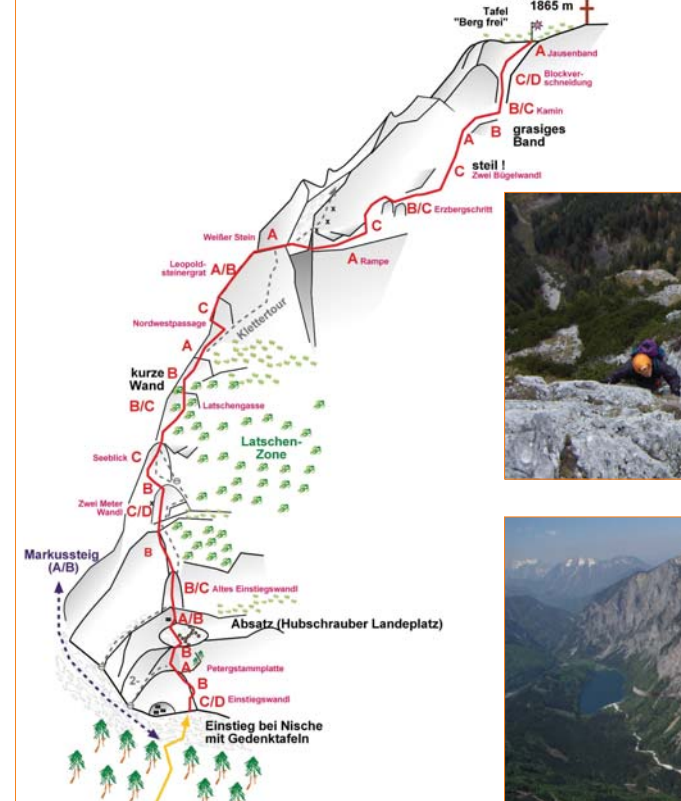 1865 m
Tafel
"Berg frei"
A Jausenband
C/D Blockver-
schneidung
B/C Kamin
A
B grasiges
Band
steil !
C Zwei Bügelwandl
B/C Erzbergschritt
C
Weißer Stein
A
A Rampe
Leopold-
steinergrat
A/B
C
Nordwestpassage
Klettertour
A
kurze
Wand
B
B/C
Latschengasse
Latschen-
Zone
Seeblick C
B
Zwei Meter
Wandl
C/D
Markussteig
(A/B)
B
B/C Altes Einstiegswandl
A/B
Absatz (Hubschrauber Landeplatz)
B
A Petergstammplatte
2-
B
C/D Einstiegswandl
Einstieg bei Nische
mit Gedenktafeln